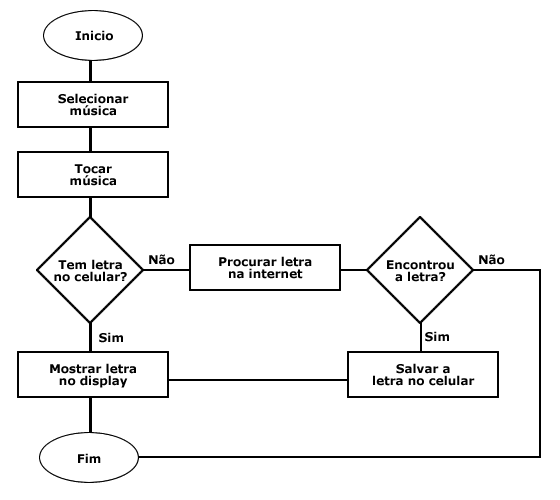 Inicio
Selecionar
música
Tocar
música
Tem letra
no celular?
Não
Procurar letra
na internet
Encontrou
a letra?
Não
Sim
Sim
Mostrar letra
no display
Salvar a
letra no celular
Fim